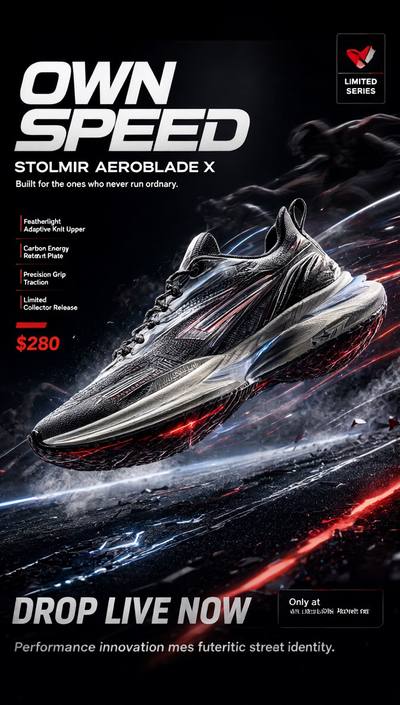 OWN
SPEED
LIMITED
SERIES
STOLMIR AEROBLADE X
Buiilt for the ones who never run ordnary.
Featherlight
Adaptive Knit Upper
Carbon Energy
Plate
Precision Grip
Traction
Limited
Collector Release
$280
DROP LIVE NOW
Only at
Performance innovation mes futeritic street identity.